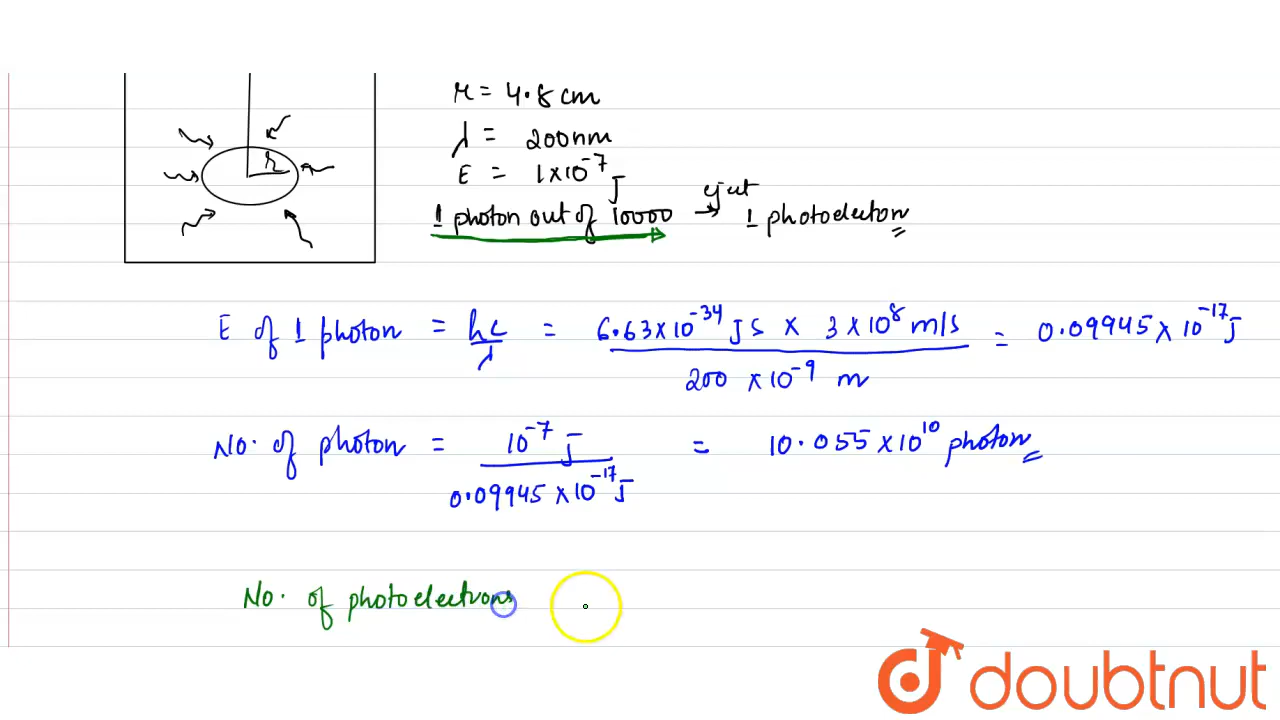 r
r = 4.8 cm
λ = 200nm
E = 1×10⁻⁷ J
1 photon out of 10000 → eject 1 photoelecton
E of 1 photon = hc/λ = 6.63×10⁻³⁴ Js × 3×10⁸ m/s / 200 ×10⁻⁹ m = 0.09945×10⁻¹⁷ J
No. of photon = 10⁻⁷ J / 0.09945×10⁻¹⁷ J = 10.055×10¹⁰ photon
No. of photoelectrons
doubtnut